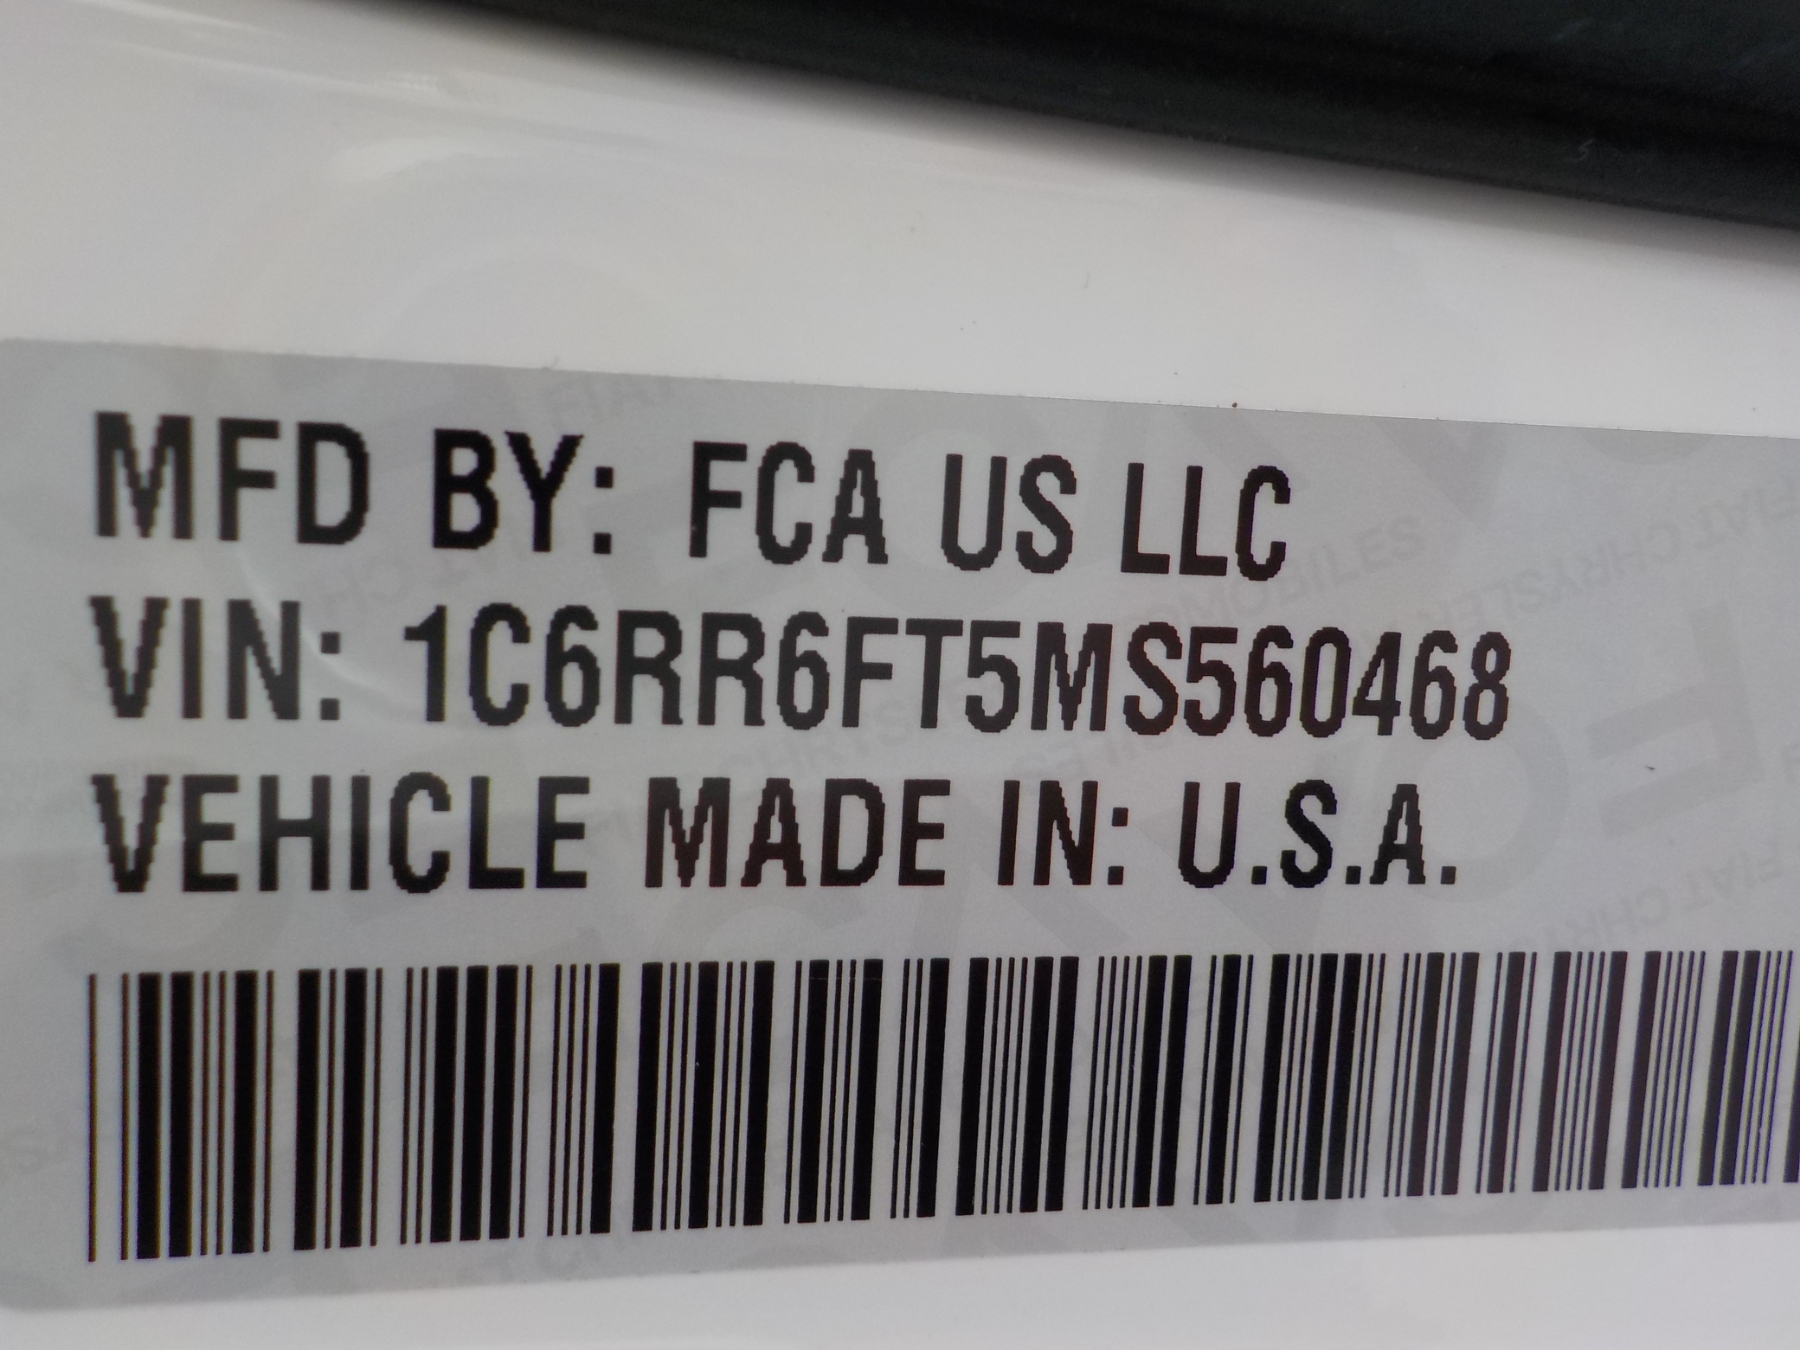 MFD BY: FCA US LLC
VIN: 1C6RR6FT5MS560468
VEHICLE MADE IN: U.S.A.